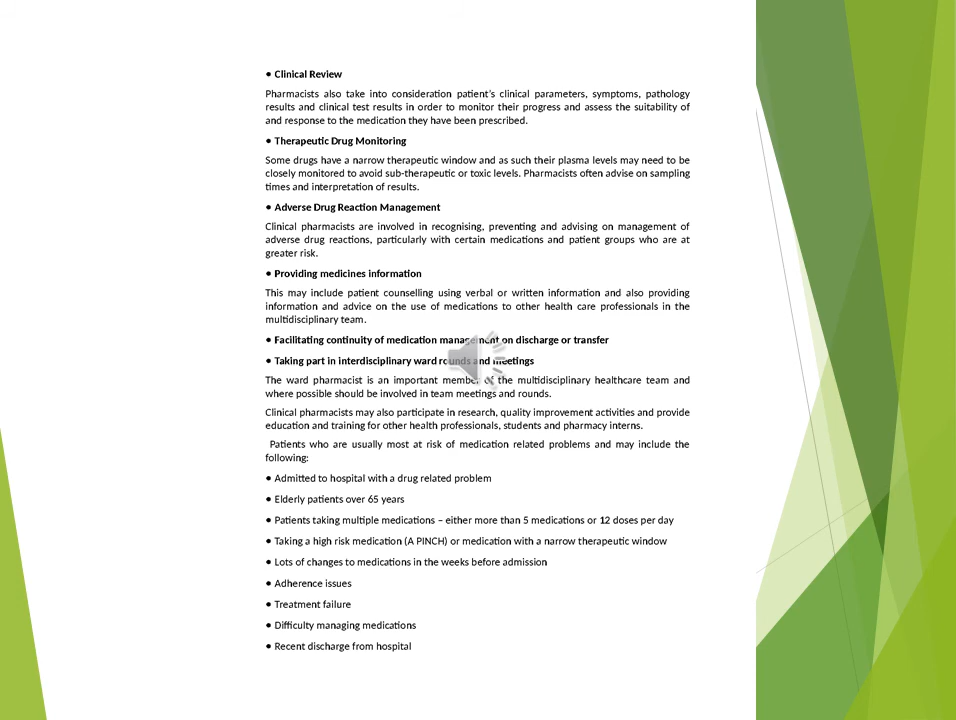 • Clinical Review
Pharmacists also take into consideration patient's clinical parameters, symptoms, pathology
results and clinical test results in order to monitor their progress and assess the suitability of
and response to the medication they have been prescribed.
• Therapeutic Drug Monitoring
Some drugs have a narrow therapeutic window and as such their plasma levels may need to be
closely monitored to avoid sub-therapeutic or toxic levels. Pharmacists often advise on sampling
times and interpretation of results.
• Adverse Drug Reaction Management
Clinical pharmacists are involved in recognising, preventing and advising on management of
adverse drug reactions, particularly with certain medications and patient groups who are at
greater risk.
• Providing medicines information
This may include patient counselling using verbal or written information and also providing
information and advice on the use of medications to other health care professionals in the
multidisciplinary team.
• Facilitating continuity of medication management on discharge or transfer
• Taking part in interdisciplinary ward rounds and meetings
The ward pharmacist is an important member of the multidisciplinary healthcare team and
where possible should be involved in team meetings and rounds.
Clinical pharmacists may also participate in research, quality improvement activities and provide
education and training for other health professionals, students and pharmacy interns.
Patients who are usually most at risk of medication related problems and may include the
following:
• Admitted to hospital with a drug related problem
• Elderly patients over 65 years
• Patients taking multiple medications – either more than 5 medications or 12 doses per day
• Taking a high risk medication (A PINCH) or medication with a narrow therapeutic window
• Lots of changes to medications in the weeks before admission
• Adherence issues
• Treatment failure
• Difficulty managing medications
• Recent discharge from hospital